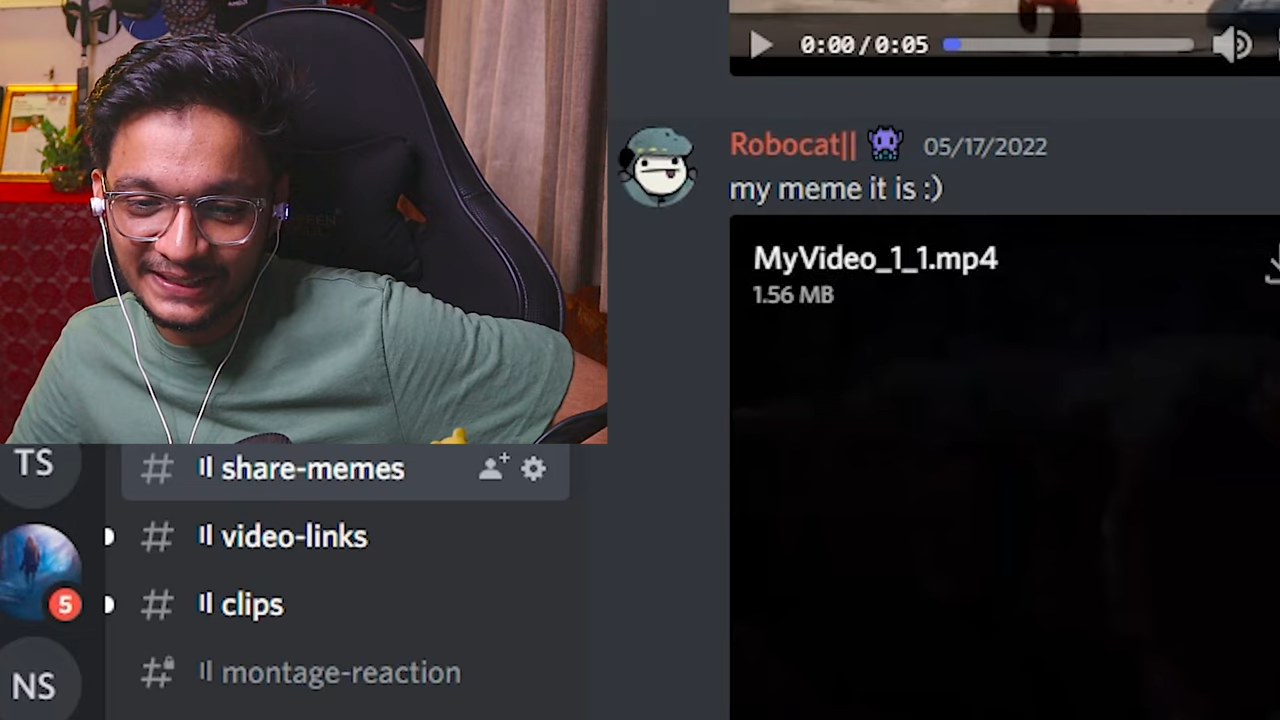 0:00/0:05
Robocat|| 05/17/2022
my meme it is :)
MyVideo_1_1.mp4
1.56 MB
TS
share-memes
video-links
5
clips
NS
montage-reaction